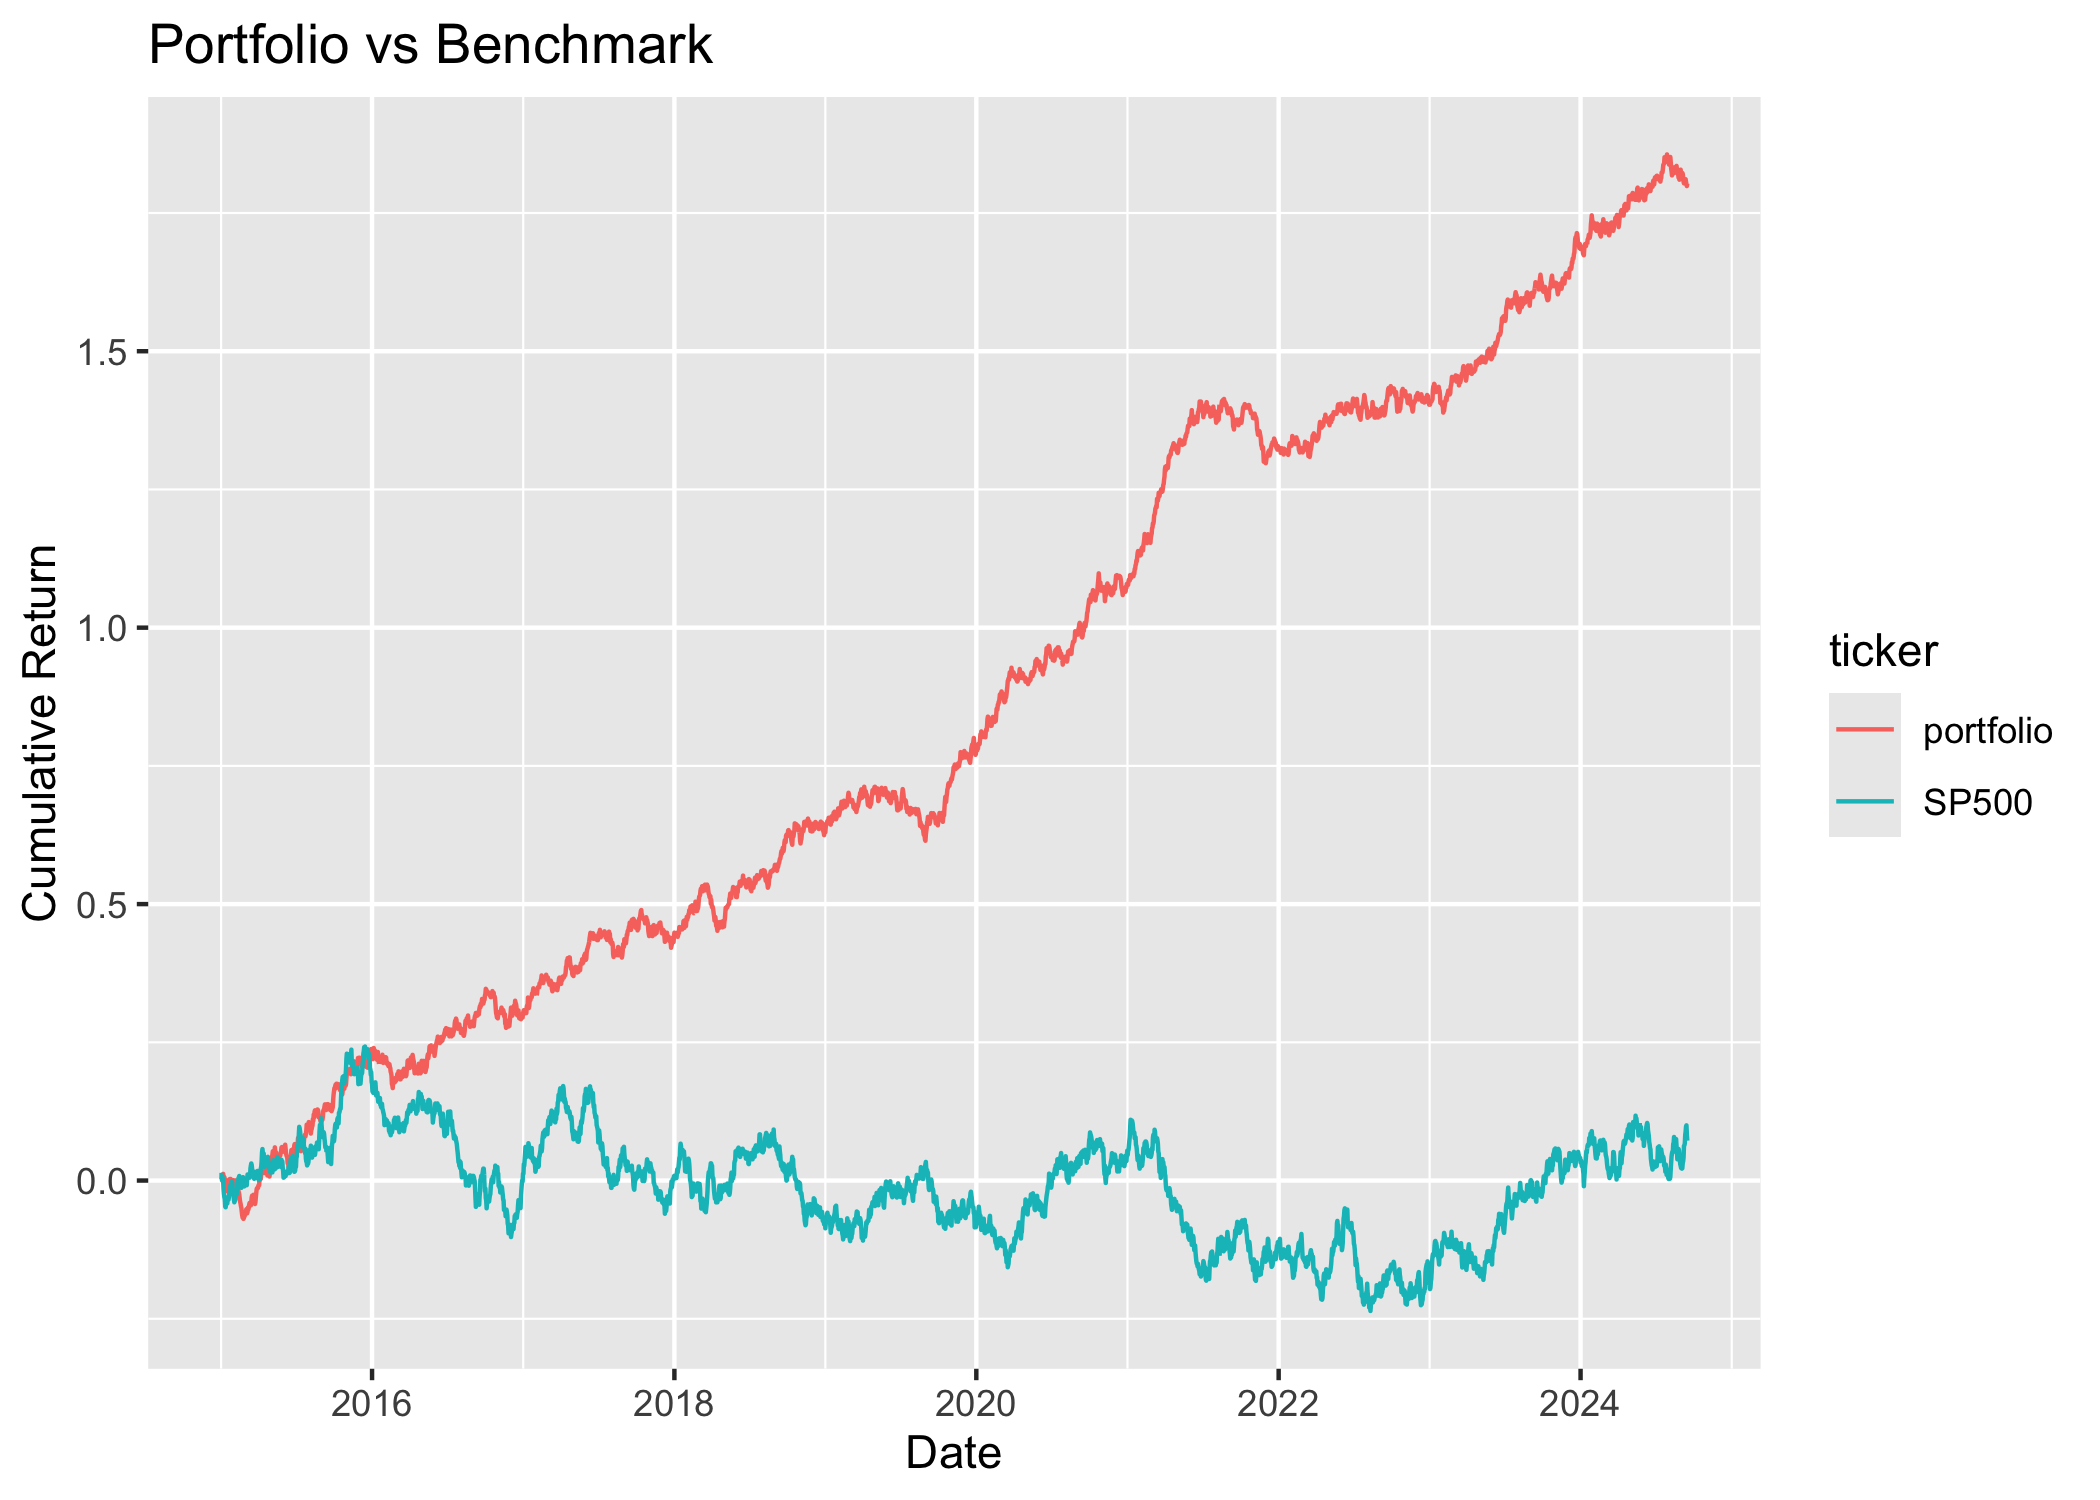 Portfolio vs Benchmark
Cumulative Return
1.5
1.0
0.5
0.0
2016 2018 2020 2022 2024
Date
ticker
portfolio
SP500